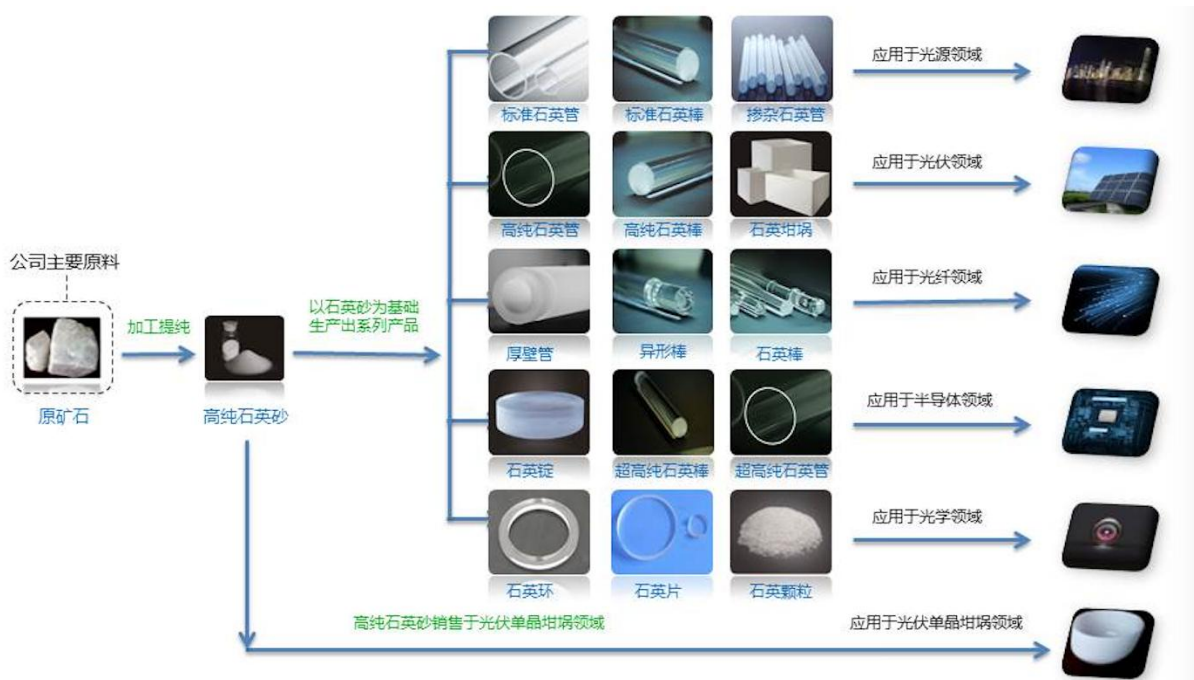 标准石英管
标准石英棒
掺杂石英管
应用于光源领域
高纯石英管
高纯石英棒
石英坩埚
应用于光伏领域
公司主要原料
原矿石
加工提纯
高纯石英砂
以石英砂为基础
生产出系列产品
厚壁管
异形棒
石英棒
应用于光纤领域
石英锭
超高纯石英棒
超高纯石英管
应用于半导体领域
石英环
石英片
石英颗粒
应用于光学领域
高纯石英砂销售于光伏单晶坩埚领域
应用于光伏单晶坩埚领域